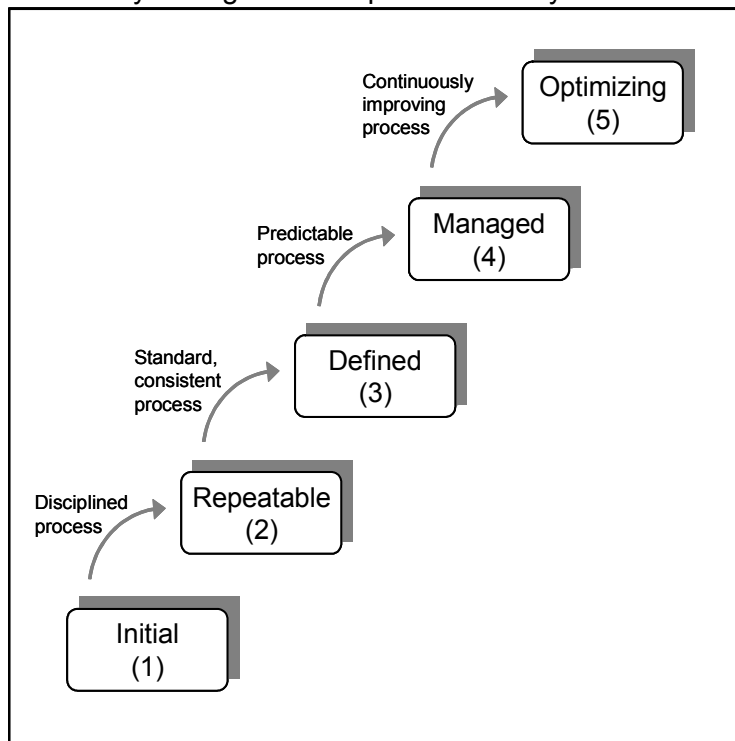 Continuously
improving
process
Optimizing
(5)
Predictable
process
Managed
(4)
Standard,
consistent
process
Defined
(3)
Disciplined
process
Repeatable
(2)
Initial
(1)